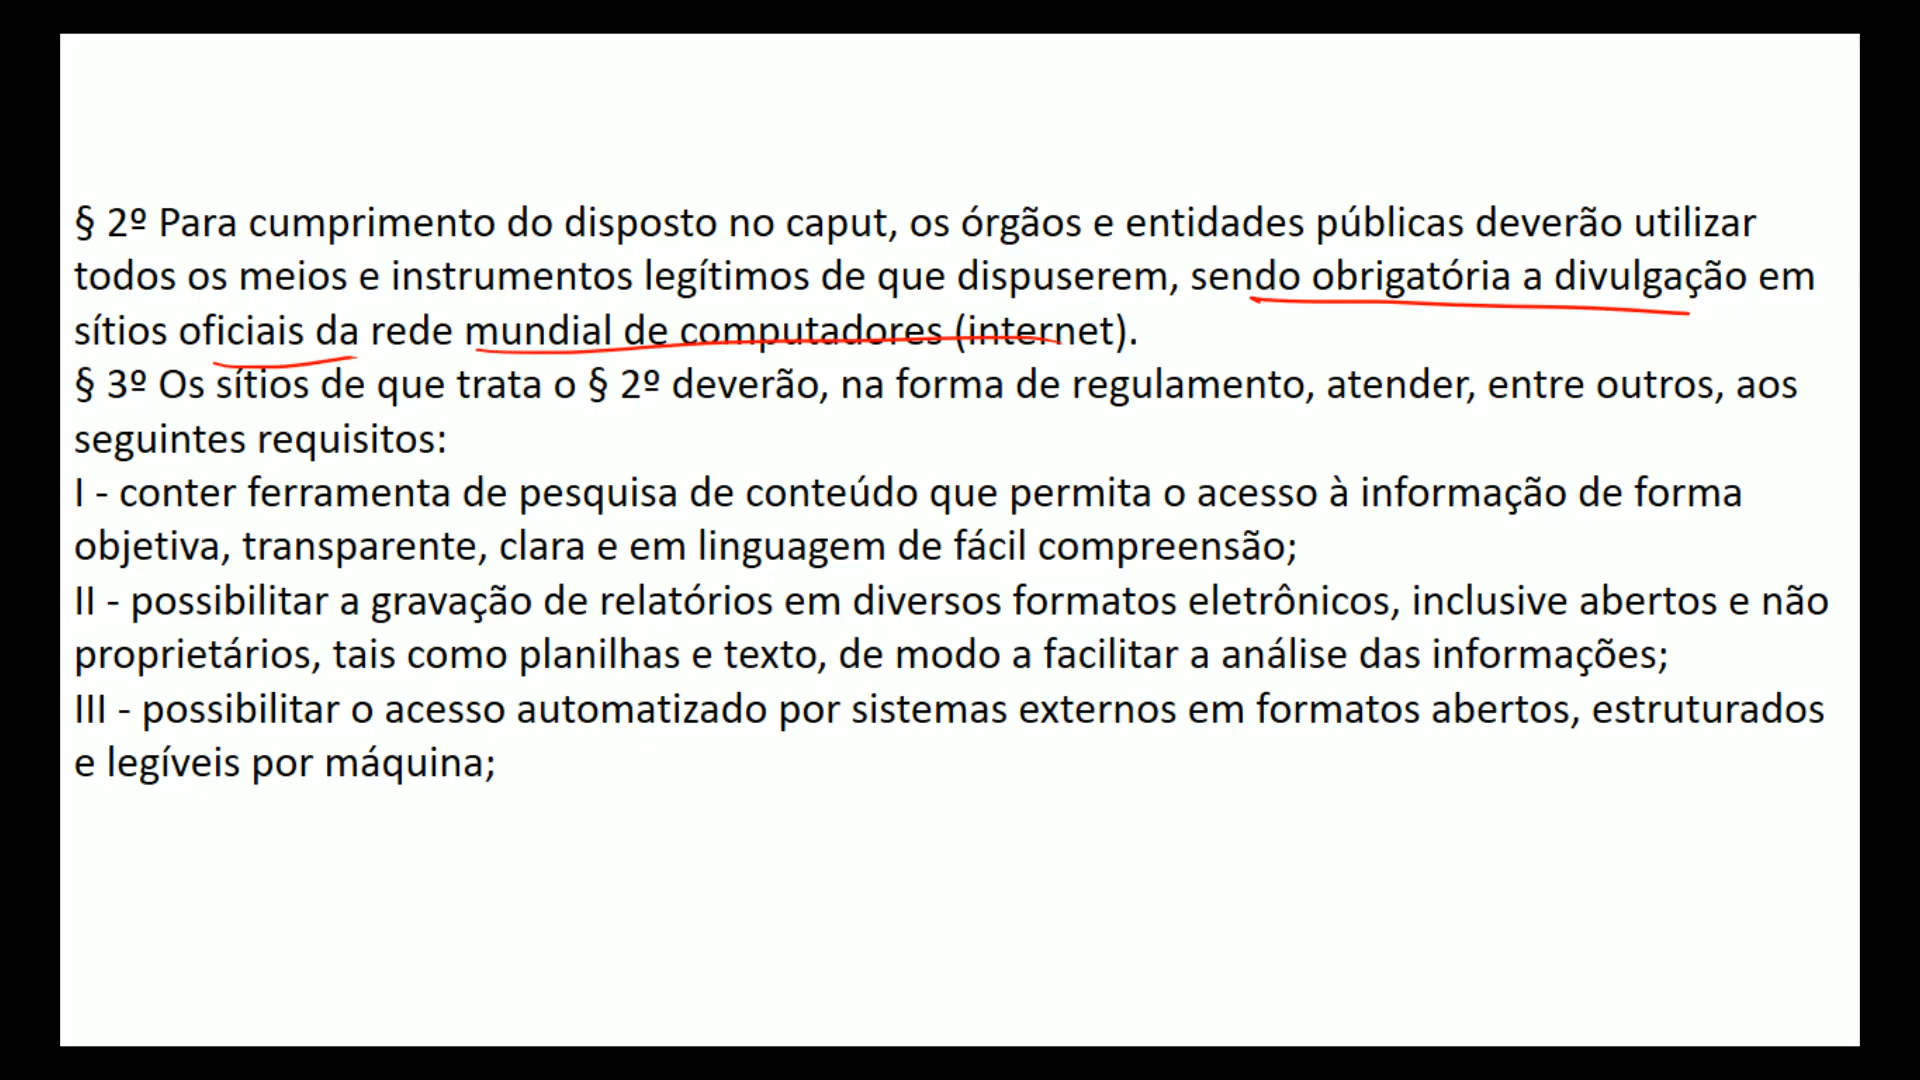 § 2º Para cumprimento do disposto no caput, os órgãos e entidades públicas deverão utilizar
todos os meios e instrumentos legítimos de que dispuserem, sendo obrigatória a divulgação em
sítios oficiais da rede mundial de computadores (internet).
§ 3º Os sítios de que trata o § 2º deverão, na forma de regulamento, atender, entre outros, aos
seguintes requisitos:
I - conter ferramenta de pesquisa de conteúdo que permita o acesso à informação de forma
objetiva, transparente, clara e em linguagem de fácil compreensão;
II - possibilitar a gravação de relatórios em diversos formatos eletrônicos, inclusive abertos e não
proprietários, tais como planilhas e texto, de modo a facilitar a análise das informações;
III - possibilitar o acesso automatizado por sistemas externos em formatos abertos, estruturados
e legíveis por máquina;